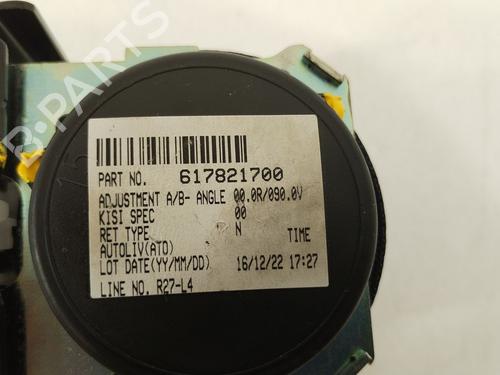 B-PARTS
PART NO. 617821700
ADJUSTMENT A/B- ANGLE 00.0R/090.0V
KISI SPEC 00
RET TYPE N TIME
AUTOLIV(ATO)
LOT DATE(YY/MM/DD) 16/12/22 17:27
LINE NO. R27-L4